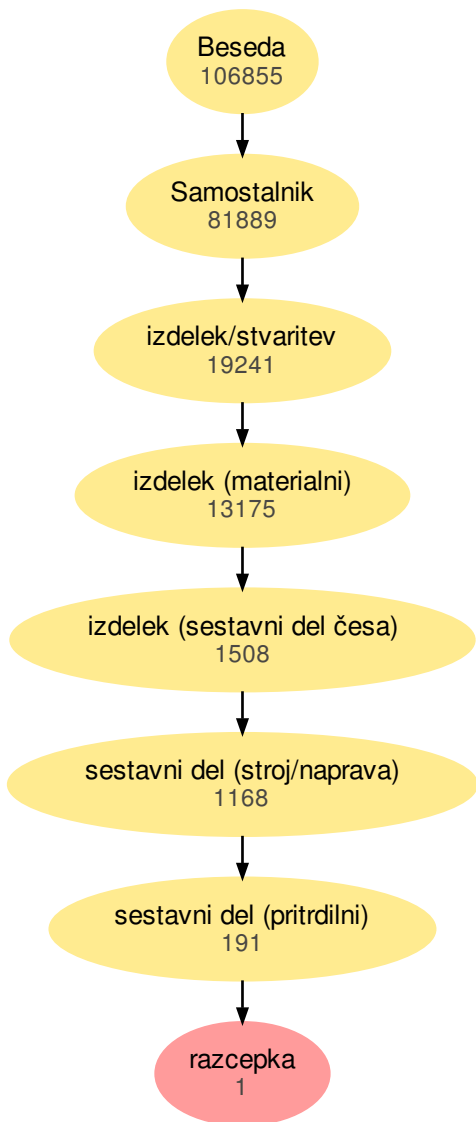 Beseda
106855
Samostalnik
81889
izdelek/stvaritev
19241
izdelek (materialni)
13175
izdelek (sestavni del česa)
1508
sestavni del (stroj/naprava)
1168
sestavni del (pritrdilni)
191
razcepka
1